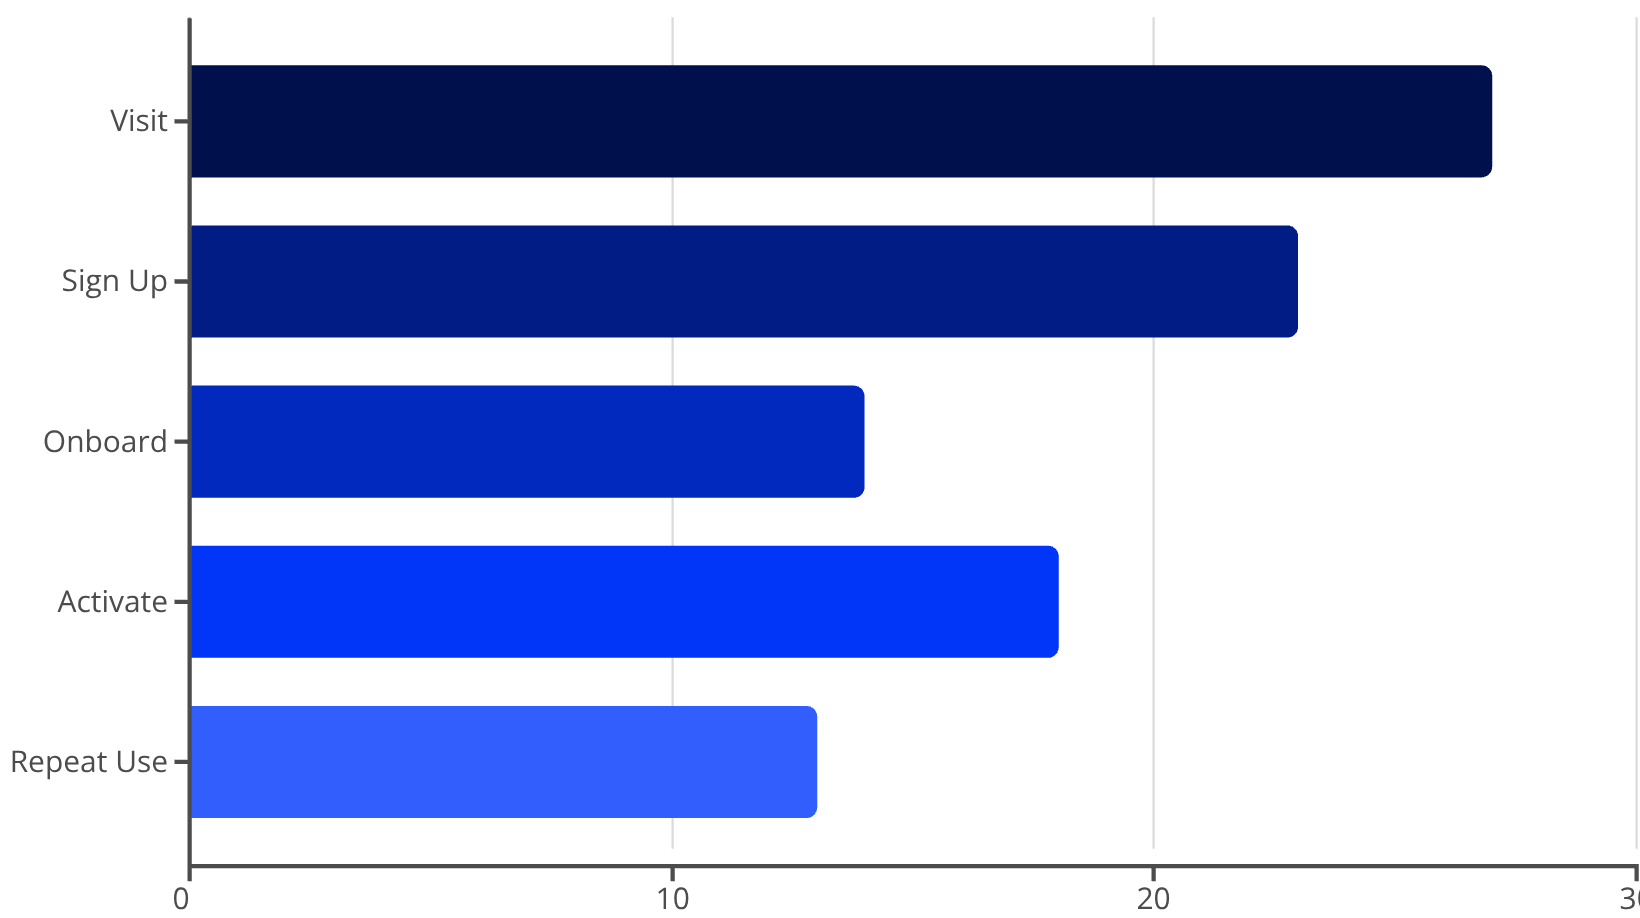 Visit
Sign Up
Onboard
Activate
Repeat Use
0 10 20